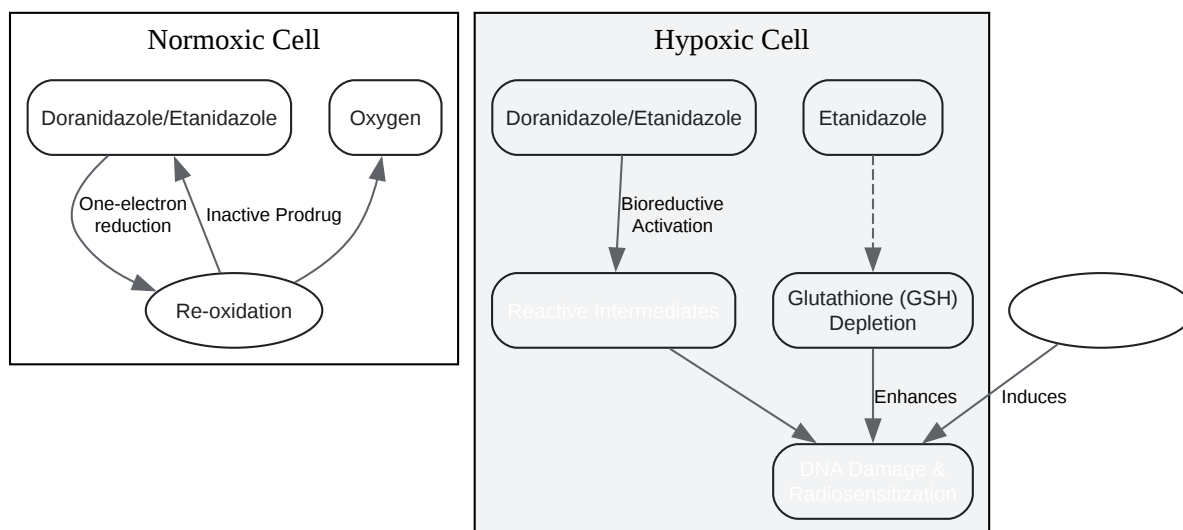 Normoxic Cell
Doranidazole/Etanidazole
Oxygen
One-electron
reduction
Inactive Prodrug
Re-oxidation
Hypoxic Cell
Doranidazole/Etanidazole
Etanidazole
Bioreductive
Activation
Reactive Intermediates
Glutathione (GSH)
Depletion
Enhances
Induces
DNA Damage &
Radiosensitization